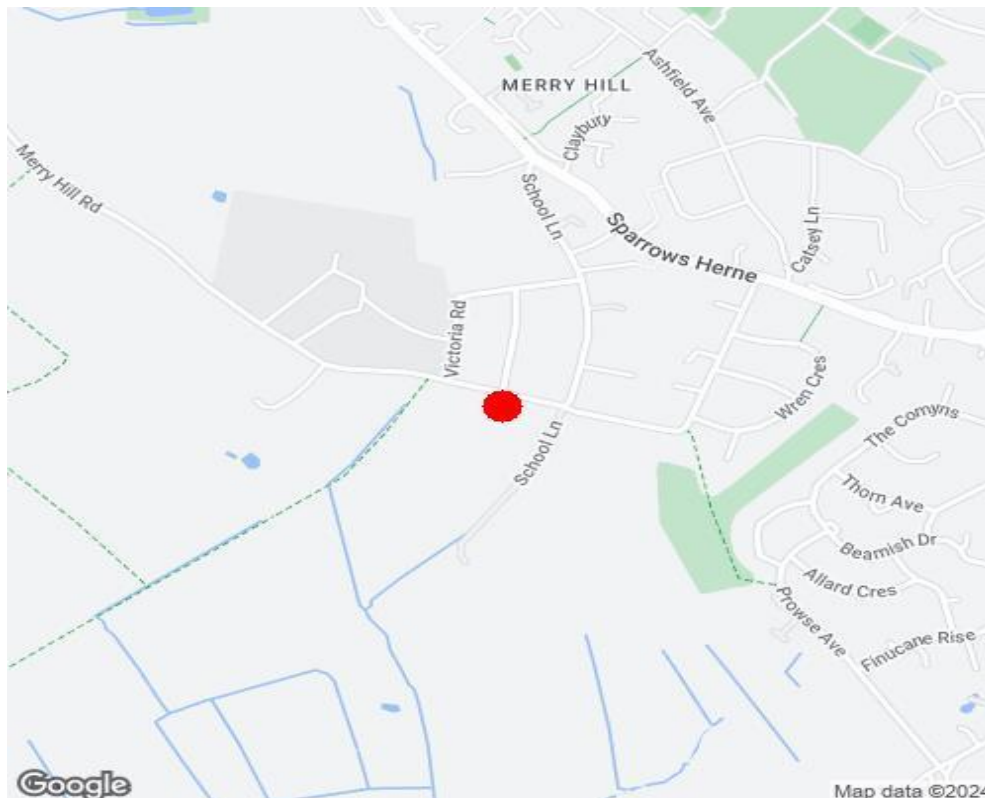 MERRY HILL
Ashfield Ave
Claybury
Merry Hill Rd
School Ln
Sparrows Herne
Catsey Ln
Victoria Rd
Wren Cres
School Ln
The Comyns
Thorn Ave
Beamish Dr
Allard Cres
Prowse Ave
Finucane Rise
Google
Map data ©2024